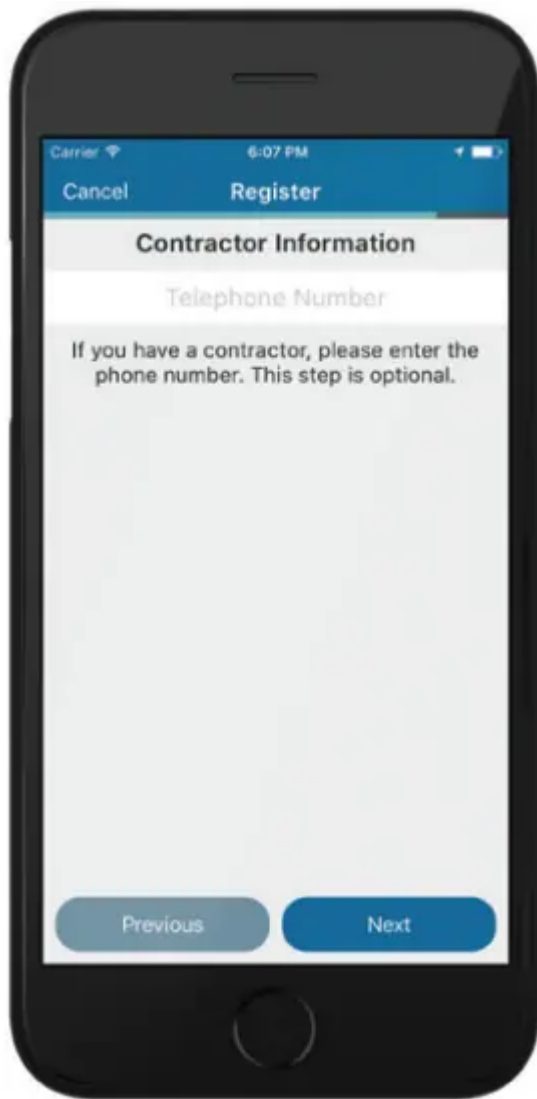 Carrier 6:07 PM
Cancel Register
Contractor Information
Telephone Number
If you have a contractor, please enter the
phone number. This step is optional.
Previous Next